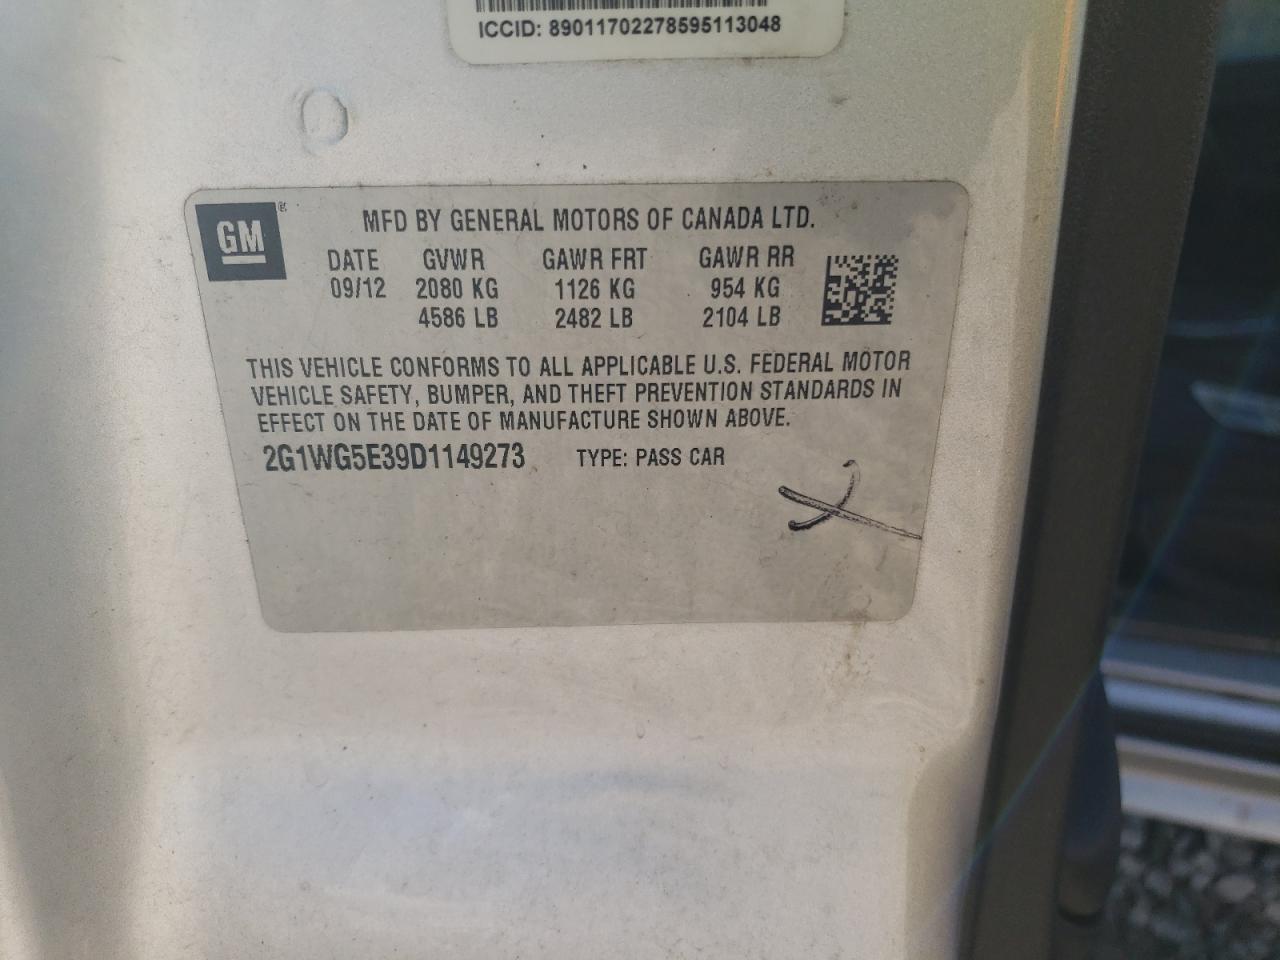 ICCID: 89011702278595113048
GM
MFD BY GENERAL MOTORS OF CANADA LTD.
DATE GVWR GAWR FRT GAWR RR
09/12 2080 KG 1126 KG 954 KG
4586 LB 2482 LB 2104 LB
THIS VEHICLE CONFORMS TO ALL APPLICABLE U.S. FEDERAL MOTOR
VEHICLE SAFETY, BUMPER, AND THEFT PREVENTION STANDARDS IN
EFFECT ON THE DATE OF MANUFACTURE SHOWN ABOVE.
2G1WG5E39D1149273 TYPE: PASS CAR